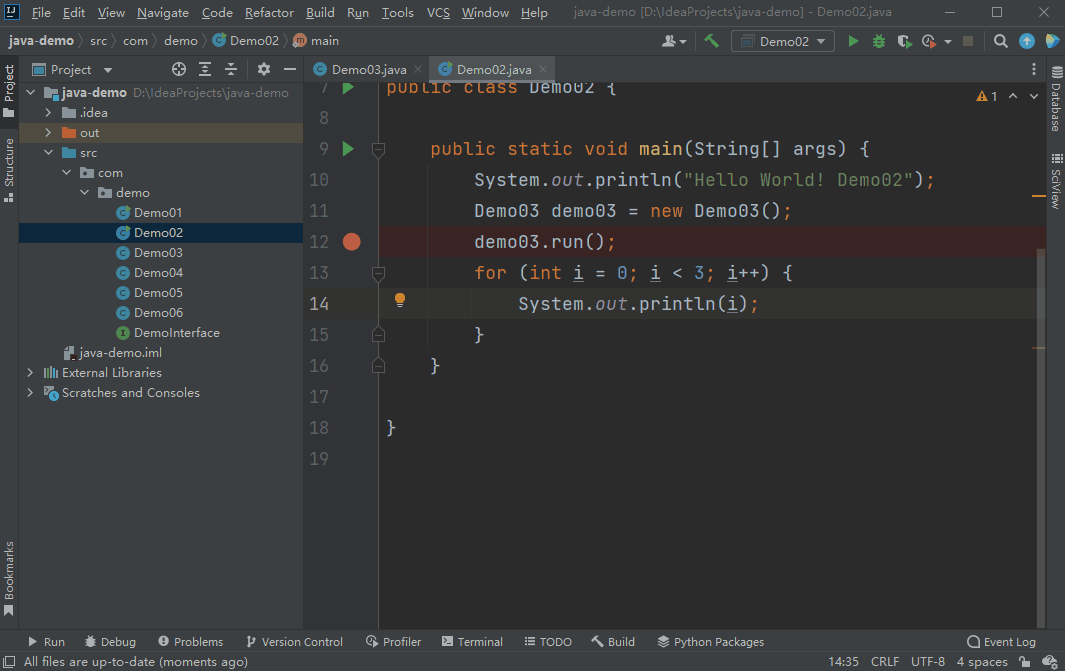 File Edit View Navigate Code Refactor Build Run Tools VCS Window Help java-demo [D:\IdeaProjects\java-demo] - Demo02.java
java-demo src com demo Demo02 main Demo02
Project Demo03.java Demo02.java
Project
Structure
Bookmarks
java-demo D:\IdeaProjects\java-demo
.idea
out
src
com
demo
Demo01
Demo02
Demo03
Demo04
Demo05
Demo06
DemoInterface
java-demo.iml
External Libraries
Scratches and Consoles
7 public class Demo02 {
8
9 public static void main(String[] args) {
10 System.out.println("Hello World! Demo02");
11 Demo03 demo03 = new Demo03();
12 demo03.run();
13 for (int i = 0; i < 3; i++) {
14 System.out.println(i);
15 }
16 }
17
18 }
19
1
Database
SciView
Run Debug Problems Version Control Profiler Terminal TODO Build Python Packages Event Log
All files are up-to-date (moments ago) 14:35 CRLF UTF-8 4 spaces